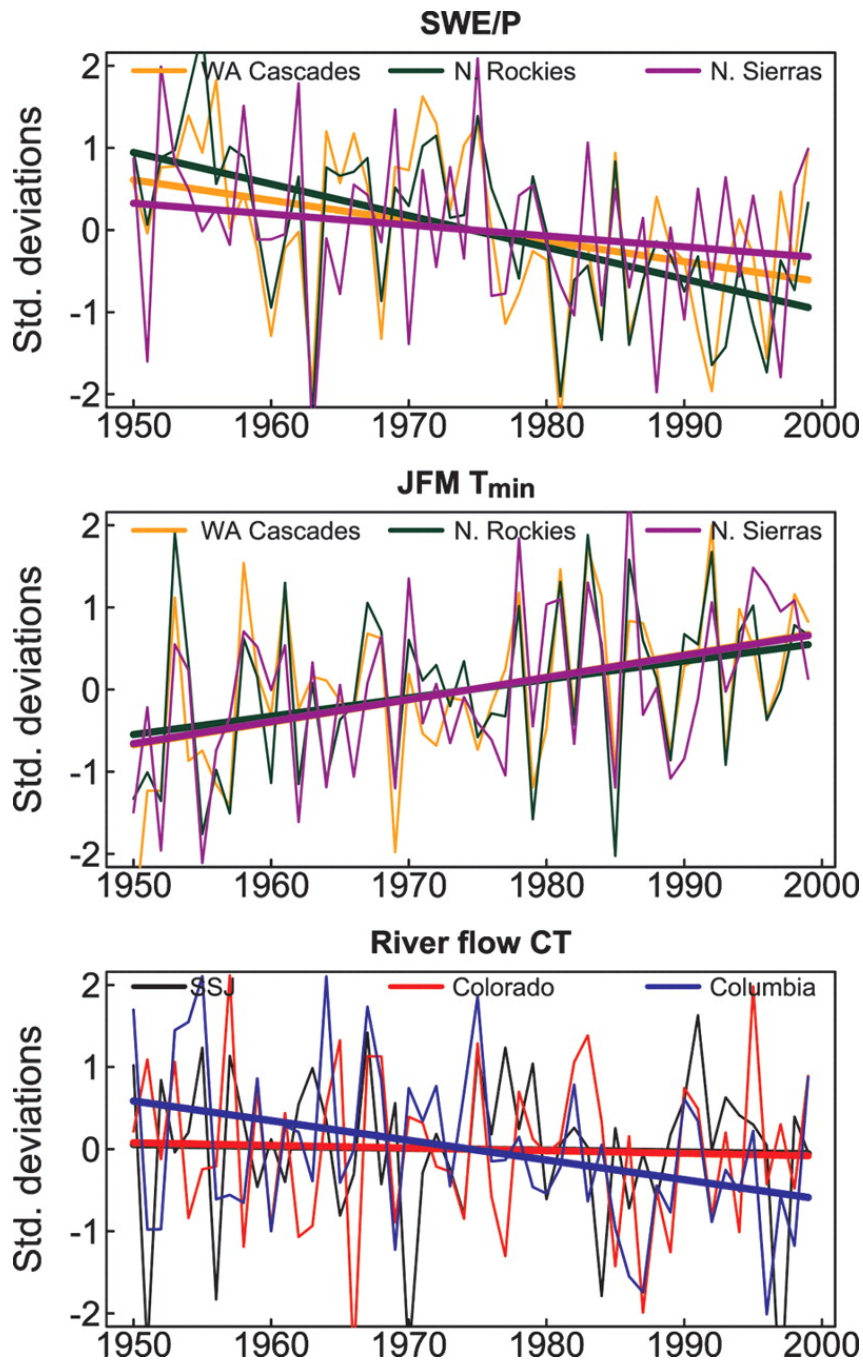 SWE/P
WA Cascades N. Rockies N. Sierras
2
1
0
-1
-2
Std. deviations
1950 1960 1970 1980 1990 2000
JFM Tmin
WA Cascades N. Rockies N. Sierras
2
1
0
-1
-2
Std. deviations
1950 1960 1970 1980 1990 2000
River flow CT
SSJ Colorado Columbia
2
1
0
-1
-2
Std. deviations
1950 1960 1970 1980 1990 2000